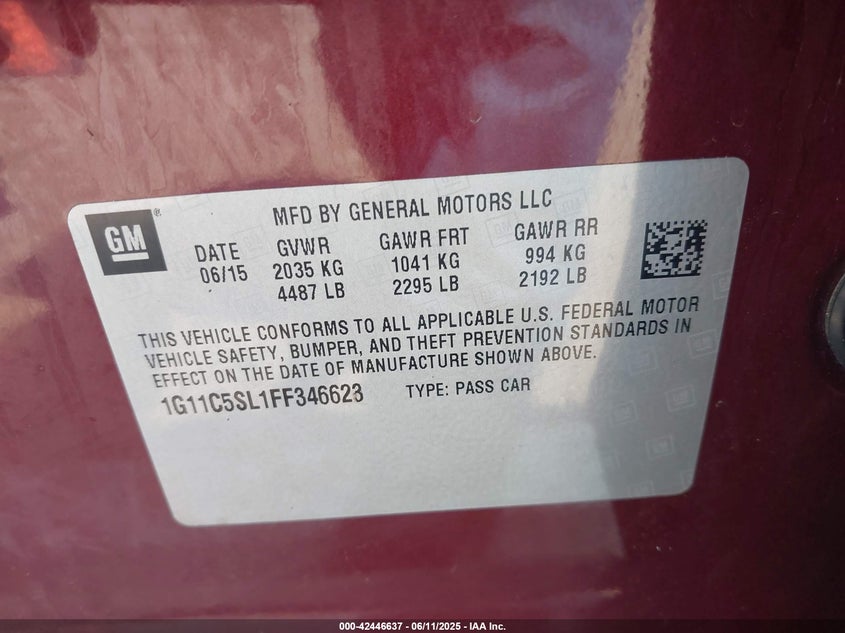 GM
MFD BY GENERAL MOTORS LLC
DATE GVWR GAWR FRT GAWR RR
06/15 2035 KG 1041 KG 994 KG
4487 LB 2295 LB 2192 LB
THIS VEHICLE CONFORMS TO ALL APPLICABLE U.S. FEDERAL MOTOR
VEHICLE SAFETY, BUMPER, AND THEFT PREVENTION STANDARDS IN
EFFECT ON THE DATE OF MANUFACTURE SHOWN ABOVE.
1G11C5SL1FF346623 TYPE: PASS CAR
000-42446637 - 06/11/2025 - IAA Inc.